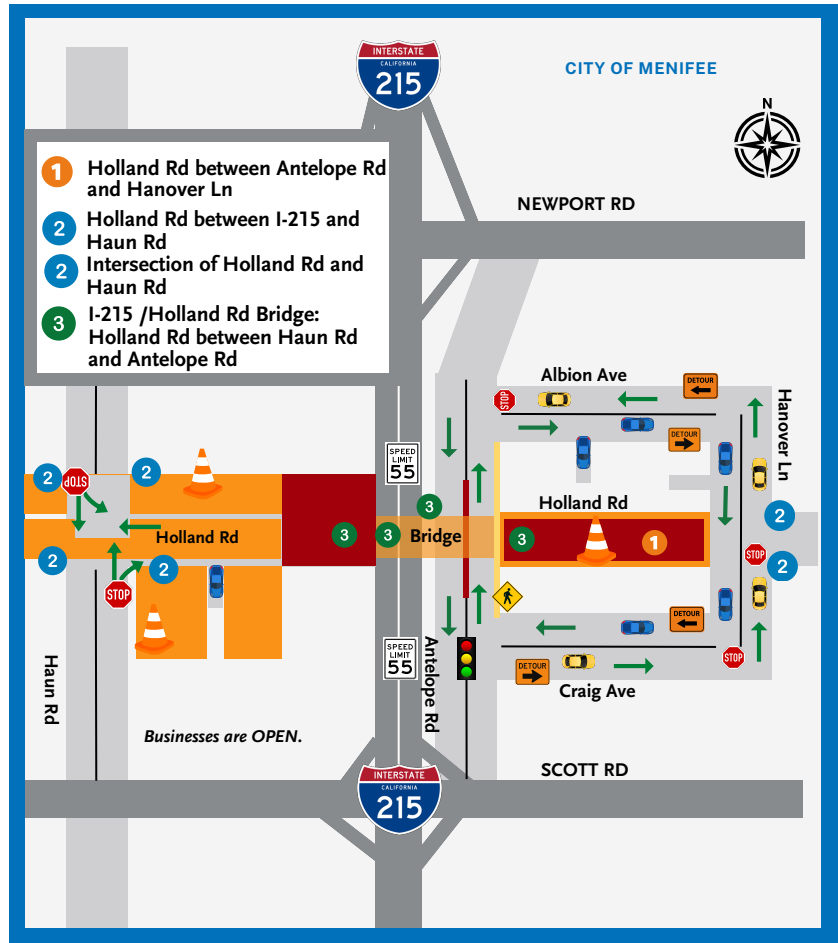 INTERSTATE
CALIFORNIA
215
CITY OF MENIFEE
N
1 Holland Rd between Antelope Rd
and Hanover Ln
2 Holland Rd between I-215 and
Haun Rd
2 Intersection of Holland Rd and
Haun Rd
3 I-215 /Holland Rd Bridge:
Holland Rd between Haun Rd
and Antelope Rd
NEWPORT RD
Albion Ave
DETOUR
STOP
Hanover Ln
DETOUR
SPEED
LIMIT
55
2
2
STOP
Holland Rd
3
2
Holland Rd
3
3
Bridge
3
1
STOP
2
2
2
STOP
DETOUR
SPEED
LIMIT
55
Antelope Rd
Haun Rd
STOP
DETOUR
Craig Ave
Businesses are OPEN.
SCOTT RD
INTERSTATE
CALIFORNIA
215